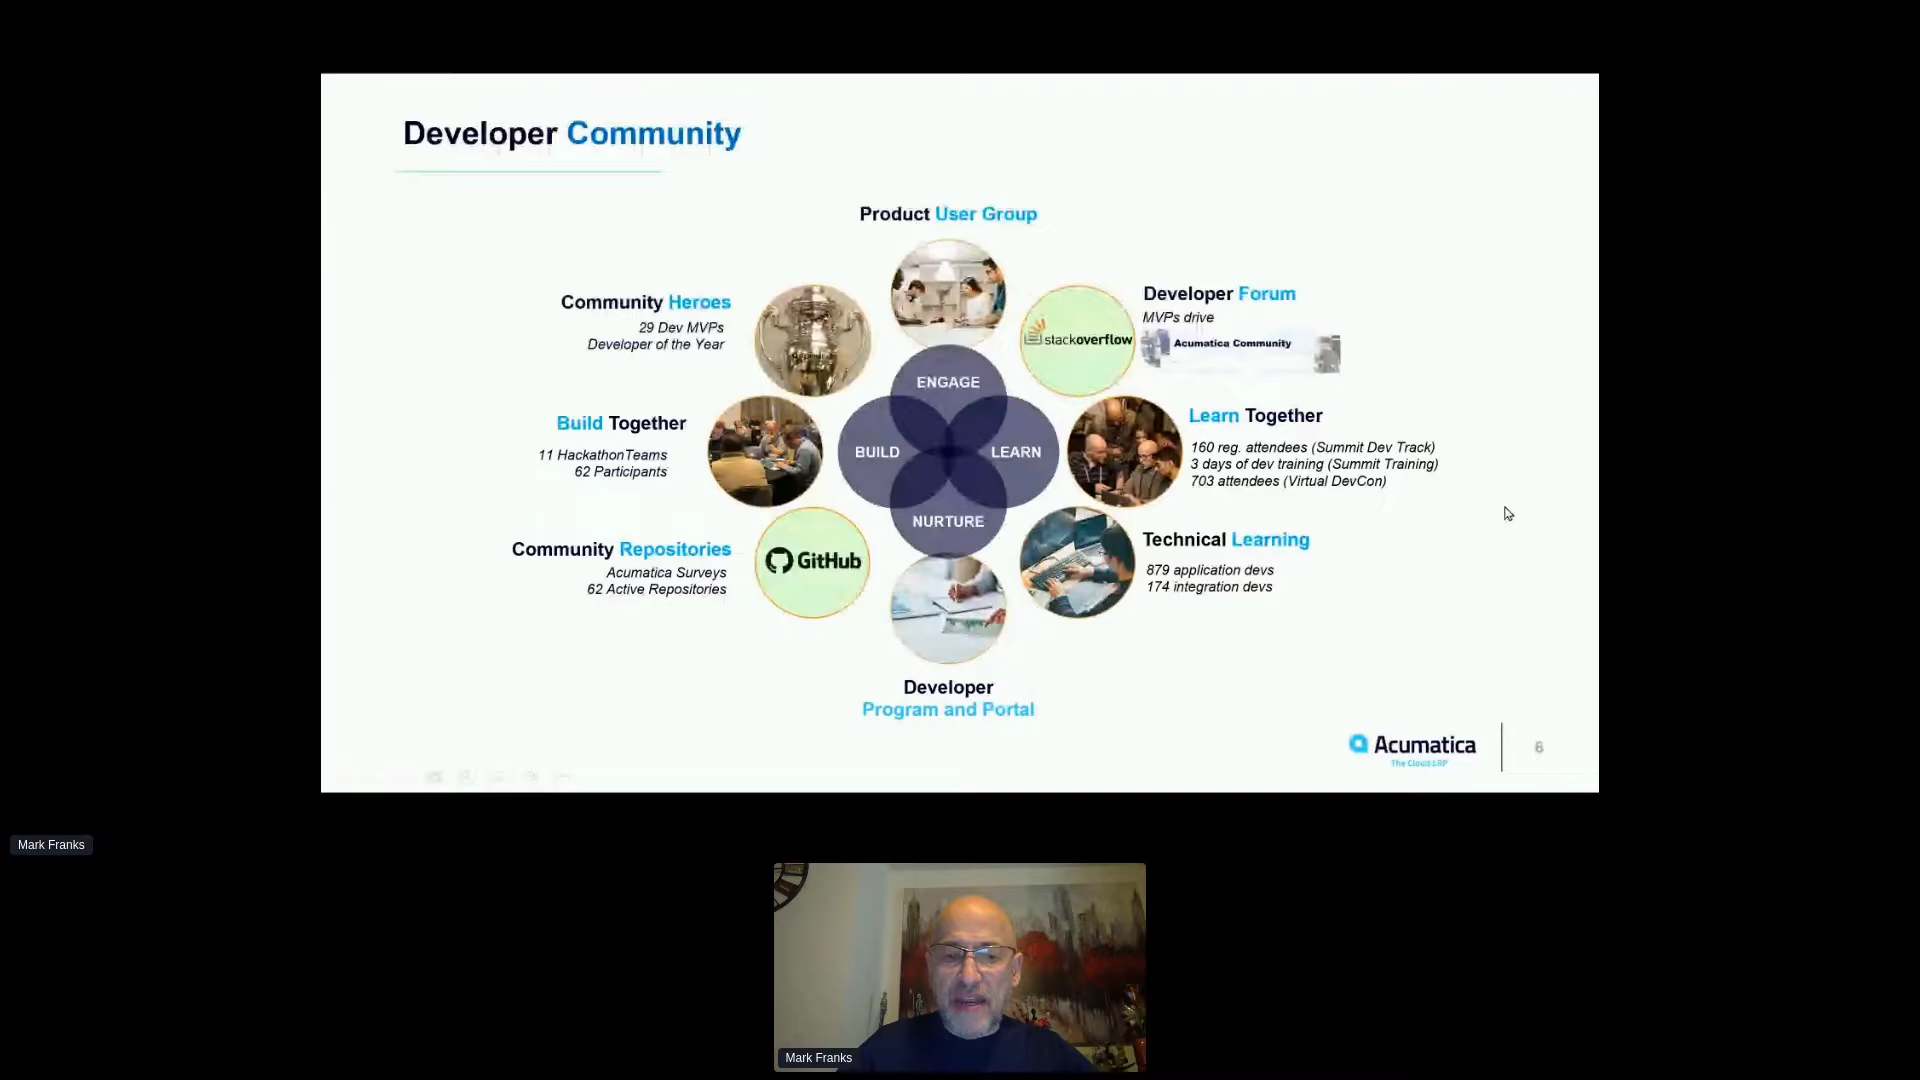 Developer Community
Product User Group
Community Heroes
29 Dev MVPs
Developer of the Year
Developer Forum
MVPs drive
Acumatica Community
stackoverflow
ENGAGE
BUILD
LEARN
NURTURE
Build Together
11 HackathonTeams
62 Participants
Learn Together
160 reg. attendees (Summit Dev Track)
3 days of dev training (Summit Training)
703 attendees (Virtual DevCon)
Community Repositories
Acumatica Surveys
62 Active Repositories
GitHub
Technical Learning
879 application devs
174 integration devs
Developer
Program and Portal
Acumatica
The Cloud ERP
Mark Franks
Mark Franks